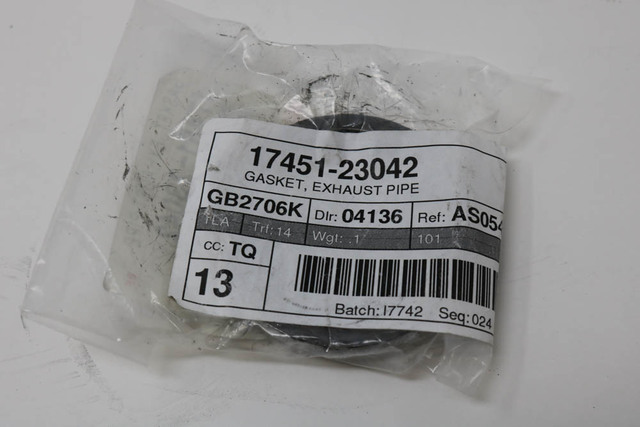 17451-23042
GASKET, EXHAUST PIPE
GB2706K Dlr: 04136 Ref: AS054
TLA Trf: 14 Wgt: .1 101
CC: TQ
13
Batch: I7742 Seq: 024